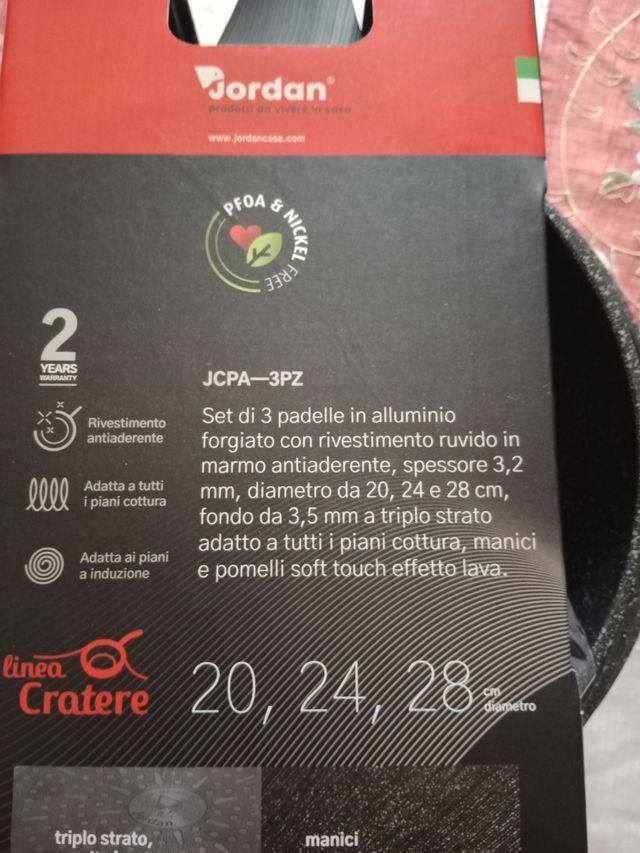 Jordan®
prodotti da vivere in casa
www.jordancasa.com
PFOA & NICKEL FREE
2
YEARS
WARRANTY
JCPA—3PZ
Rivestimento
antiaderente
Adatta a tutti
i piani cottura
Adatta ai piani
a induzione
Set di 3 padelle in alluminio
forgiato con rivestimento ruvido in
marmo antiaderente, spessore 3,2
mm, diametro da 20, 24 e 28 cm,
fondo da 3,5 mm a triplo strato
adatto a tutti i piani cottura, manici
e pomelli soft touch effetto lava.
linea
Cratere
20, 24, 28 cm
diametro
triplo strato,
manici